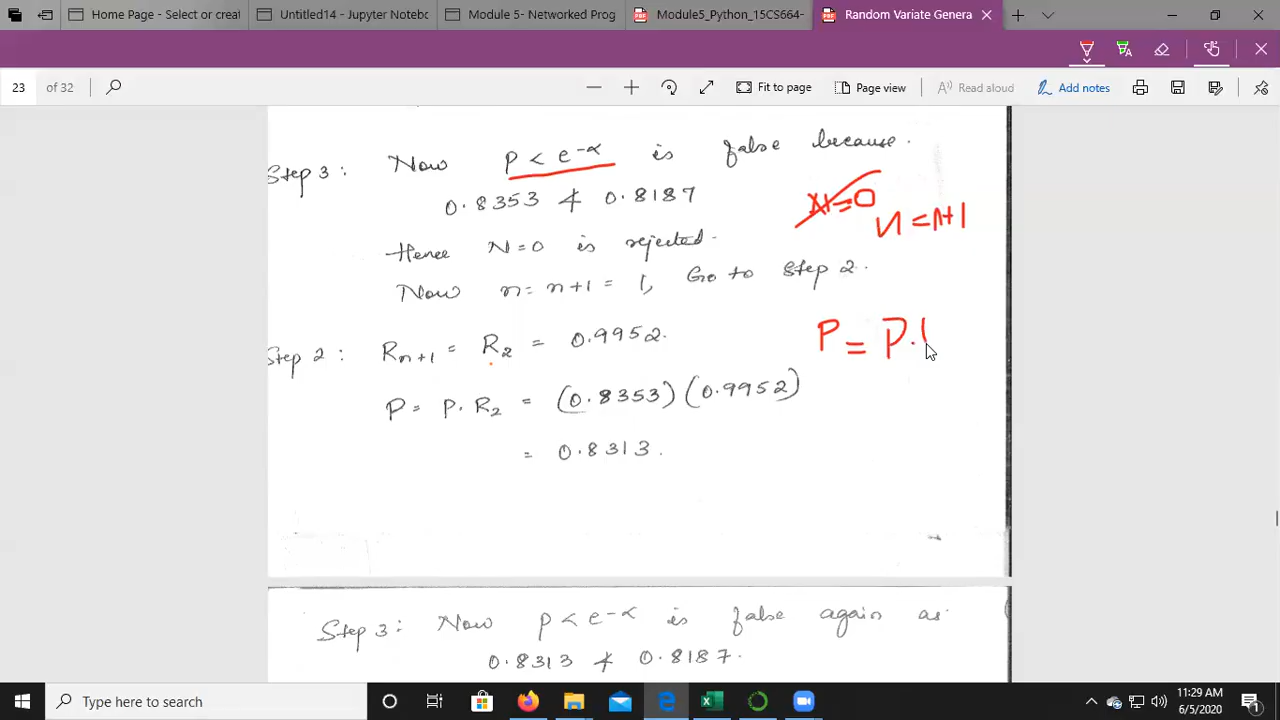 Home Page - Select or creat
Untitled14 - Jupyter Notebo
Module 5- Networked Prog
Module5_Python_15CS664-
Random Variate Genera
23 of 32
Fit to page
Page view
Read aloud
Add notes
Step 3: Now P < e^-α is false because.
0.8353 ≮ 0.8187
N=0
n=n+1
Hence N=0 is rejected.
Now n= n+1 = 1, Go to Step 2.
Step 2: Rn+1 = R2 = 0.9952.
P = P.
P= P. R2 = (0.8353)(0.9952)
= 0.8313.
Step 3: Now P<e^-α is false again as
0.8313 ≮ 0.8187.
Type here to search
11:29 AM
6/5/2020
1